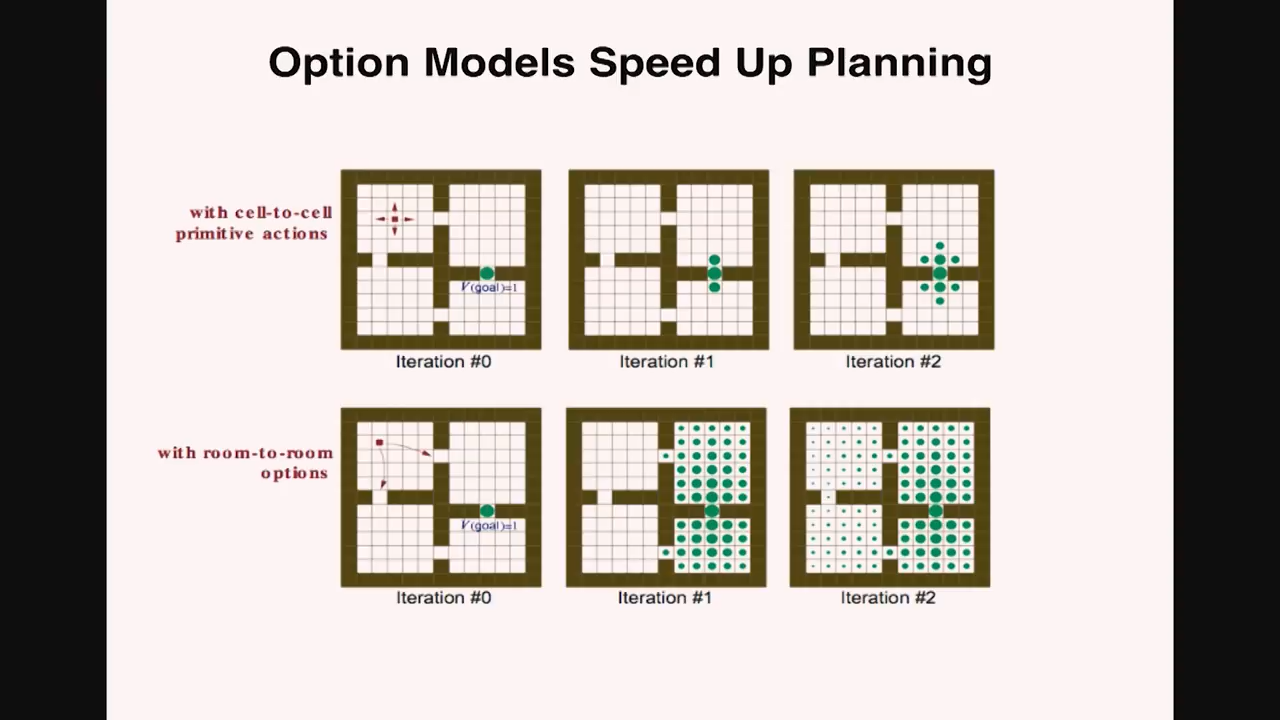 Option Models Speed Up Planning
with cell-to-cell
primitive actions
V(goal)=1
Iteration #0
Iteration #1
Iteration #2
with room-to-room
options
V(goal)=1
Iteration #0
Iteration #1
Iteration #2